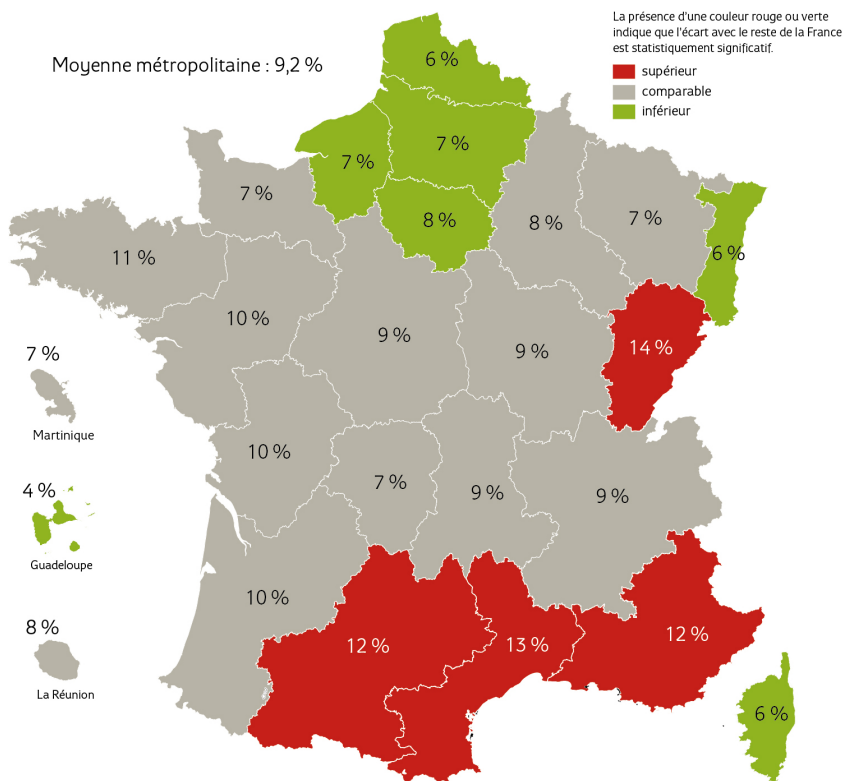 La présence d'une couleur rouge ou verte
indique que l'écart avec le reste de la France
est statistiquement significatif.
supérieur
comparable
inférieur
Moyenne métropolitaine : 9,2 %
6 %
7 %
7 %
7 %
8 %
8 %
7 %
6 %
11 %
10 %
9 %
9 %
14 %
7 %
Martinique
10 %
7 %
9 %
9 %
4 %
Guadeloupe
10 %
8 %
La Réunion
12 %
13 %
12 %
6 %